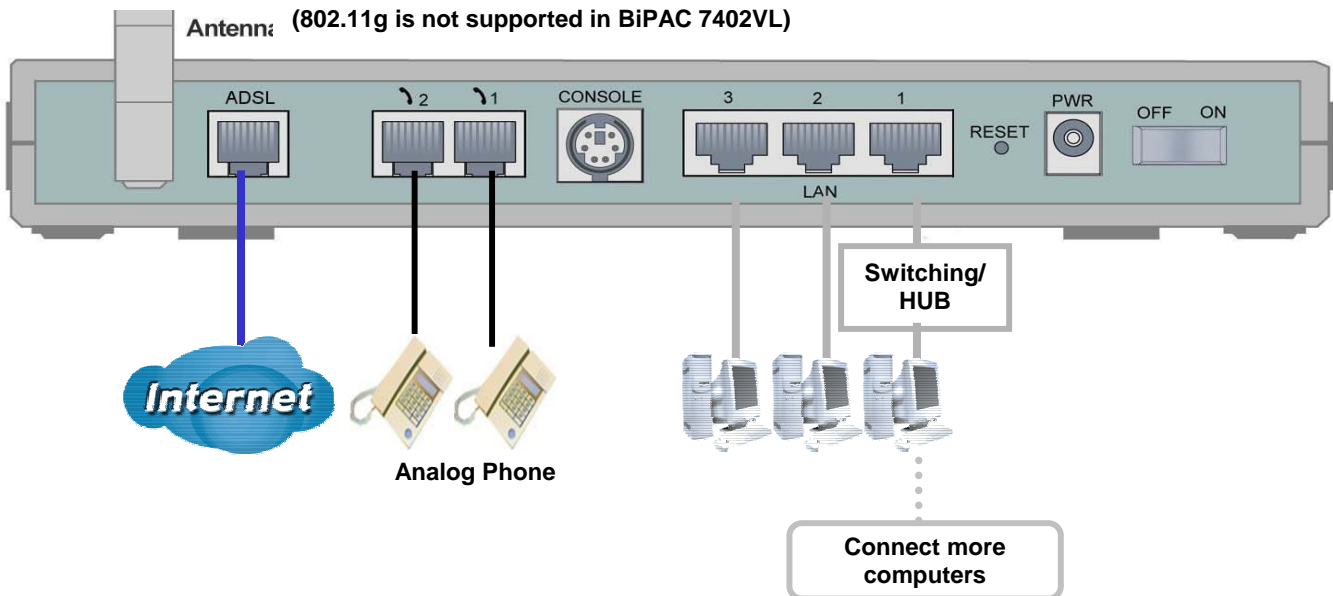 (802.11g is not supported in BiPAC 7402VL)
Antenna
ADSL
2
1
CONSOLE
3
2
1
RESET
PWR
OFF
ON
LAN
Switching/
HUB
Internet
Analog Phone
Connect more
computers